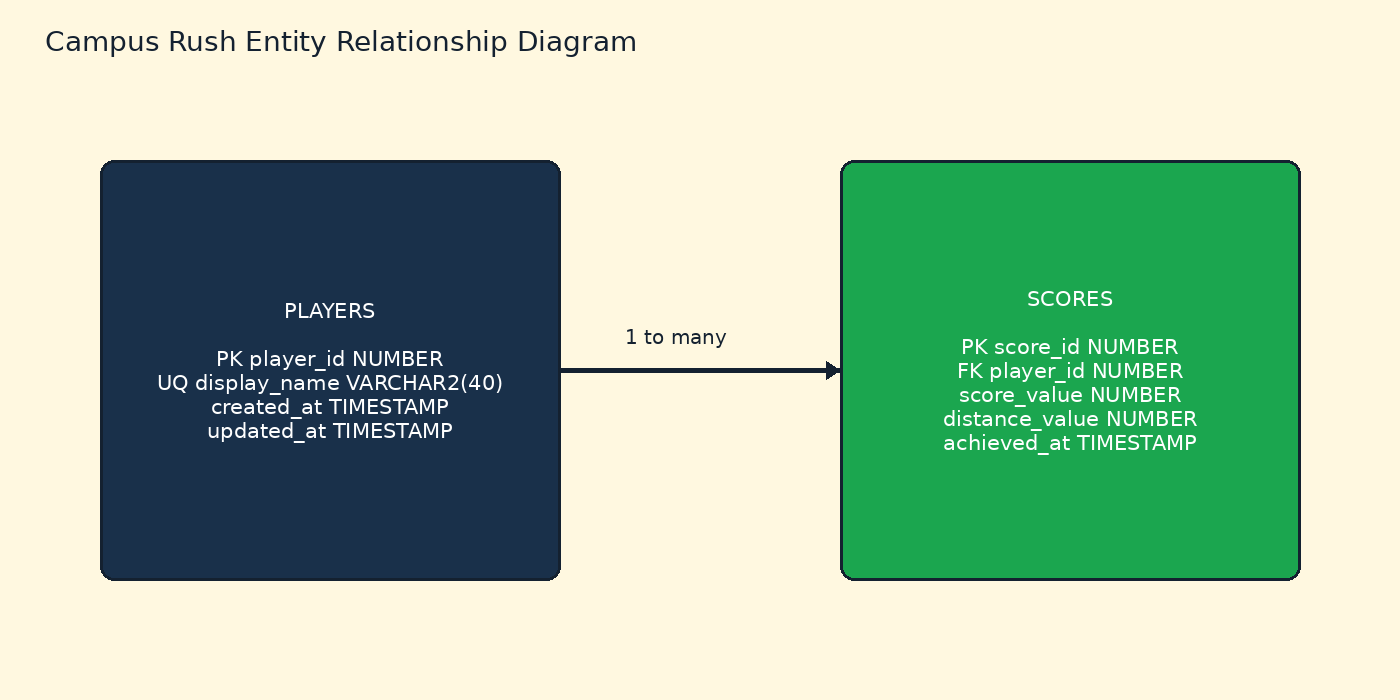 Campus Rush Entity Relationship Diagram
PLAYERS
PK player_id NUMBER
UQ display_name VARCHAR2(40)
created_at TIMESTAMP
updated_at TIMESTAMP
1 to many
SCORES
PK score_id NUMBER
FK player_id NUMBER
score_value NUMBER
distance_value NUMBER
achieved_at TIMESTAMP